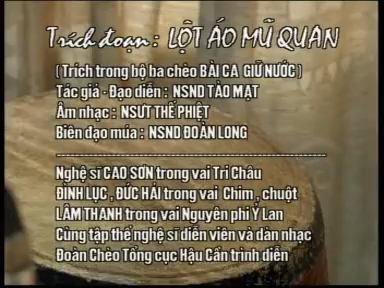 Trích đoạn : LỘT ÁO MŨ QUAN
( Trích trong bộ ba chèo BÀI CA GIỮ NƯỚC )
Tác giả - Đạo diễn : NSND TÀO MẠT
Âm nhạc : NSƯT THẾ PHIỆT
Biên đạo múa : NSND ĐOÀN LONG
Nghệ sĩ CAO SƠN trong vai Tri Châu
ĐÌNH LỤC , ĐỨC HẢI trong vai Chim , chuột
LÂM THANH trong vai Nguyên phi Ỷ Lan
Cùng tập thể nghệ sĩ diễn viên và dàn nhạc
Đoàn Chèo Tổng cục Hậu Cần trình diễn